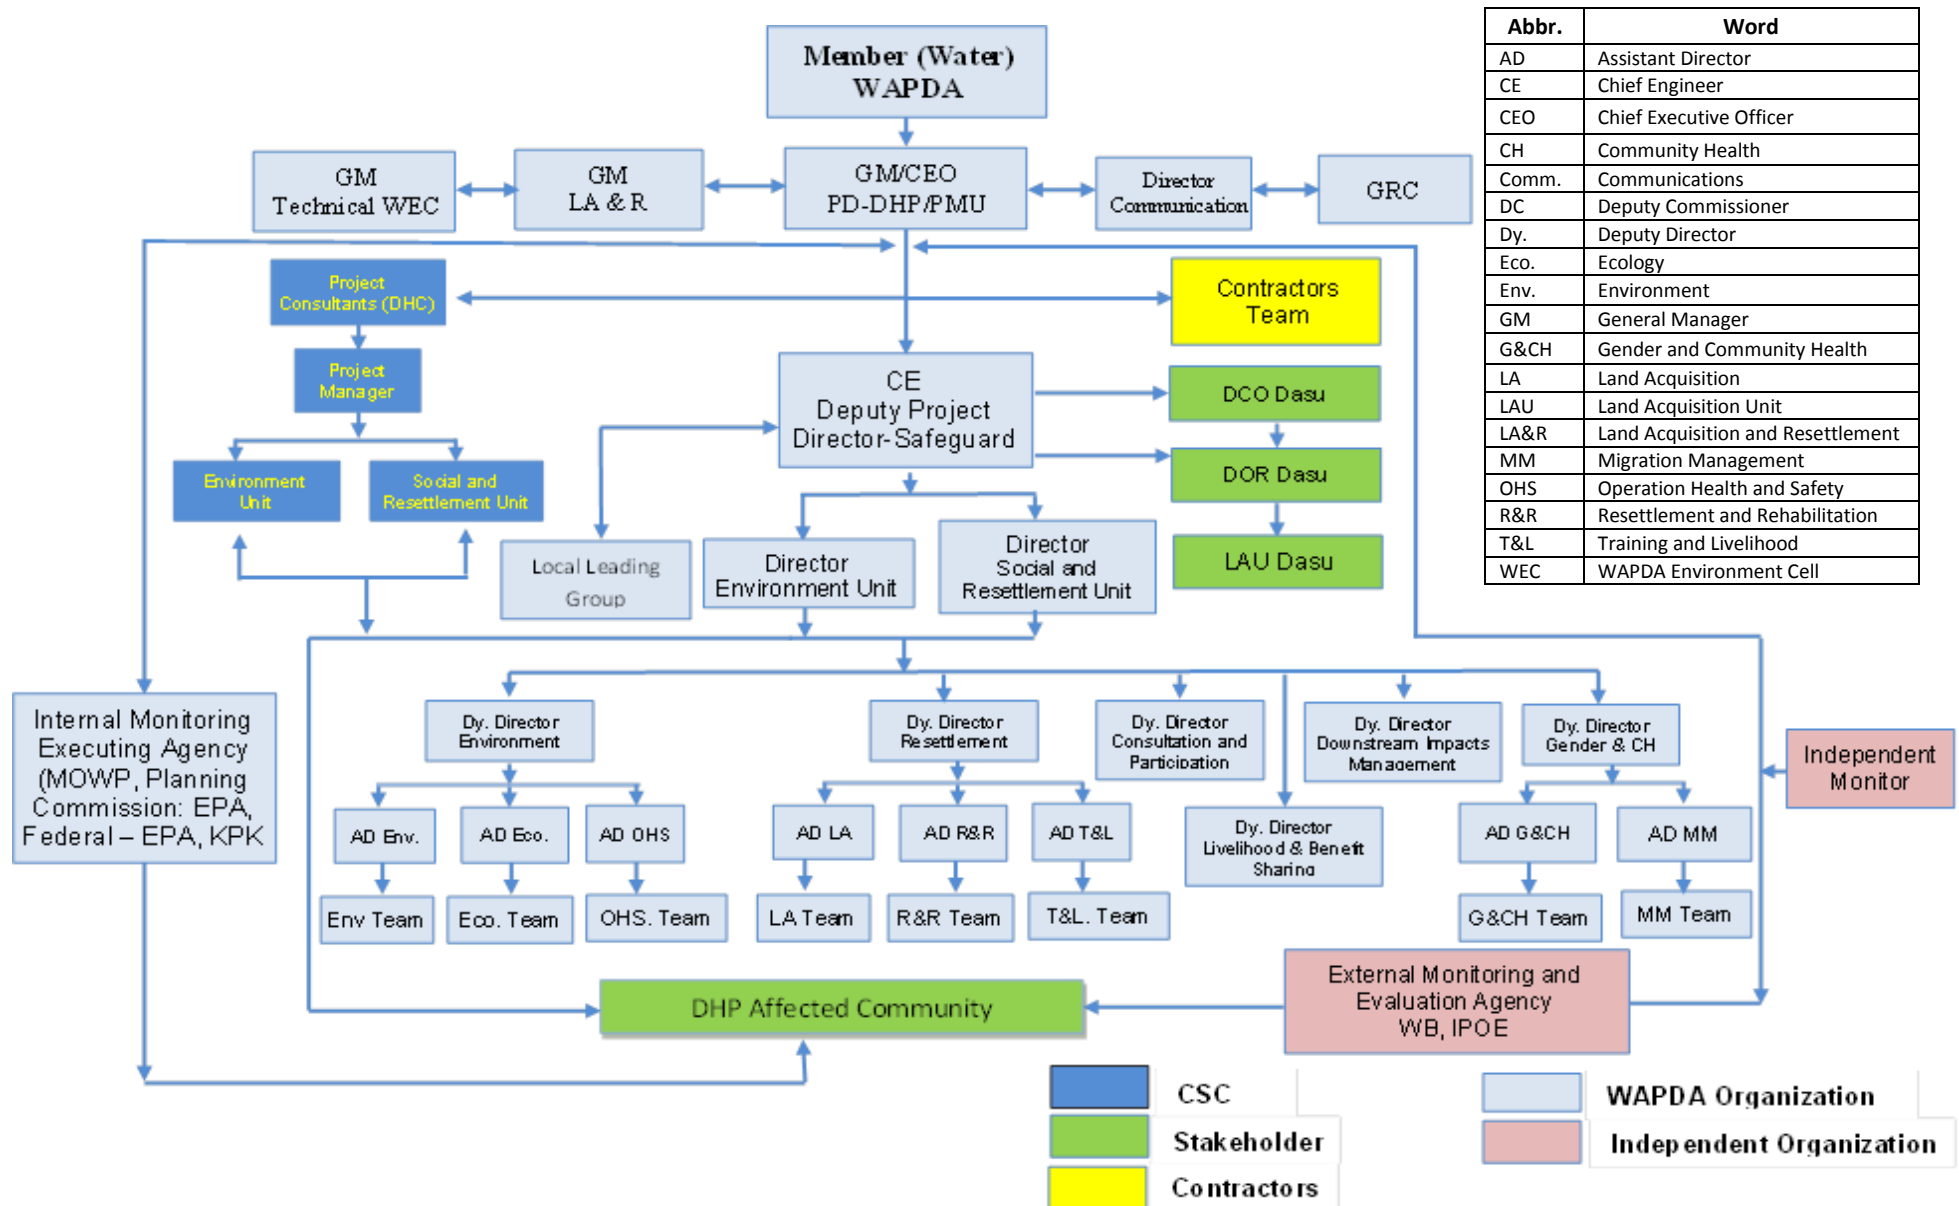 Member (Water)
WAPDA
GM
Technical WEC
GM
LA & R
GM/CEO
PD-DHP/PMU
Director
Communication
GRC
Project
Consultants (DHC)
Contractors
Team
Project
Manager
CE
Deputy Project
Director-Safeguard
DCO Dasu
DOR Dasu
LAU Dasu
Environment
Unit
Social and
Resettlement Unit
Local Leading
Group
Director
Environment Unit
Director
Social and
Resettlement Unit
Internal Monitoring
Executing Agency
(MOWP, Planning
Commission: EPA,
Federal – EPA, KPK
Dy. Director
Environment
Dy. Director
Resettlement
Dy. Director
Consultation and
Participation
Dy. Director
Downstream Impacts
Management
Dy. Director
Gender & CH
Independent
Monitor
AD Env.
AD Eco.
AD OHS
AD LA
AD R&R
AD T&L
Dy. Director
Livelihood & Benefit
Sharing
AD G&CH
AD MM
Env Team
Eco. Team
OHS. Team
LA Team
R&R Team
T&L. Team
G&CH Team
MM Team
DHP Affected Community
External Monitoring and
Evaluation Agency
WB, IPOE
CSC
Stakeholder
Contractors
WAPDA Organization
Independent Organization
Abbr. Word
AD Assistant Director
CE Chief Engineer
CEO Chief Executive Officer
CH Community Health
Comm. Communications
DC Deputy Commissioner
Dy. Deputy Director
Eco. Ecology
Env. Environment
GM General Manager
G&CH Gender and Community Health
LA Land Acquisition
LAU Land Acquisition Unit
LA&R Land Acquisition and Resettlement
MM Migration Management
OHS Operation Health and Safety
R&R Resettlement and Rehabilitation
T&L Training and Livelihood
WEC WAPDA Environment Cell